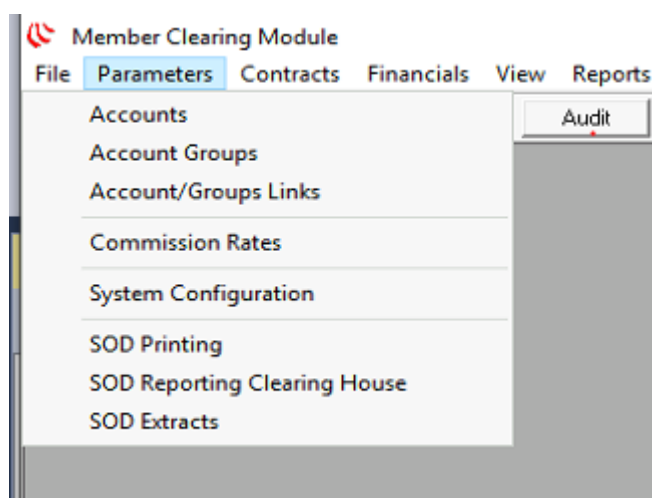 Member Clearing Module
File Parameters Contracts Financials View Reports
Accounts
Audit
Account Groups
Account/Groups Links
Commission Rates
System Configuration
SOD Printing
SOD Reporting Clearing House
SOD Extracts